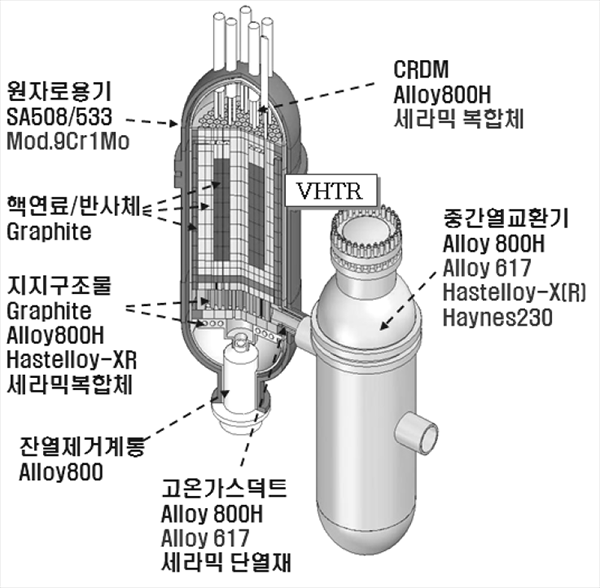 원자로용기
SA508/533
Mod.9Cr1Mo
CRDM
Alloy800H
세라믹 복합체
VHTR
핵연료/반사체
Graphite
중간열교환기
Alloy 800H
Alloy 617
Hastelloy-X(R)
Haynes230
지지구조물
Graphite
Alloy800H
Hastelloy-XR
세라믹복합체
잔열제거계통
Alloy800
고온가스덕트
Alloy 800H
Alloy 617
세라믹 단열재